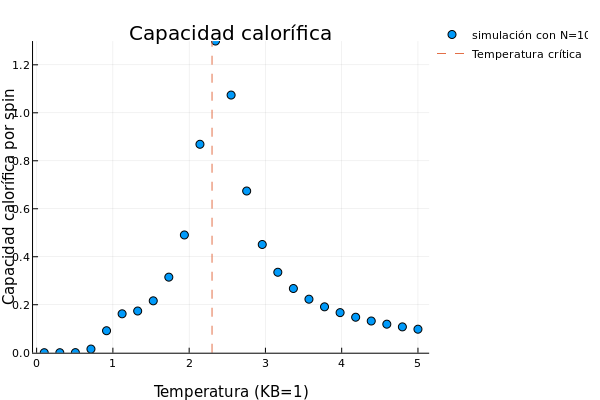 Capacidad calorífica
simulación con N=10
Temperatura crítica
Capacidad calorífica por spin
1.2
1.0
0.8
0.6
0.4
0.2
0.0
0 1 2 3 4 5
Temperatura (KB=1)